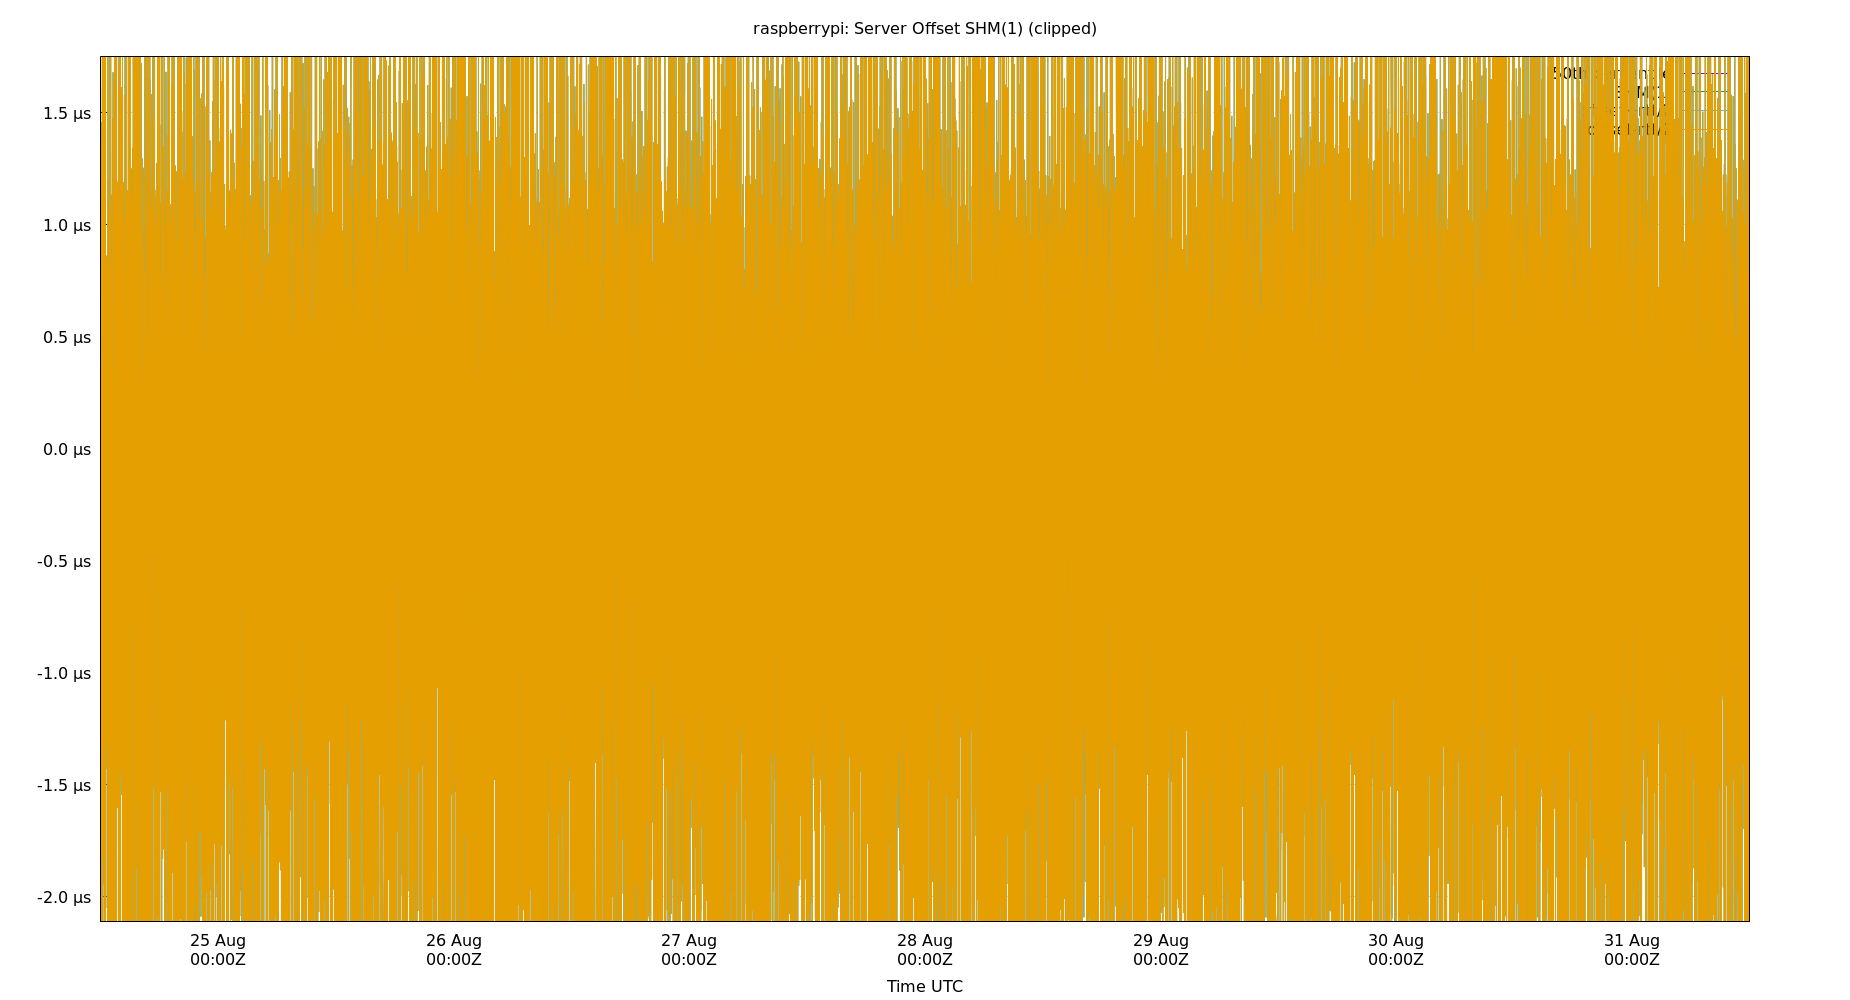 raspberrypi: Server Offset SHM(1) (clipped)
1.5 µs
1.0 µs
0.5 µs
0.0 µs
-0.5 µs
-1.0 µs
-1.5 µs
-2.0 µs
25 Aug
00:00Z
26 Aug
00:00Z
27 Aug
00:00Z
28 Aug
00:00Z
29 Aug
00:00Z
30 Aug
00:00Z
31 Aug
00:00Z
Time UTC